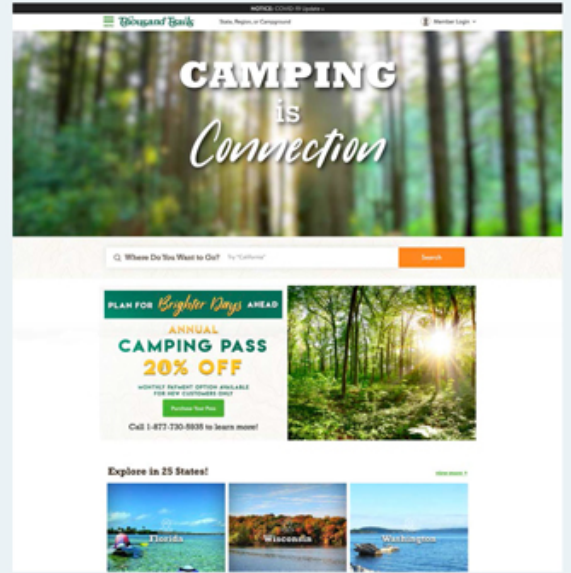 NOTICE: COVID-19 Update >
Thousand Trails
State, Region, or Campground
Member Login
CAMPING
is
Connection
Where Do You Want to Go? Try "California"
Search
PLAN FOR Brighter Days AHEAD
ANNUAL
CAMPING PASS
20% OFF
MONTHLY PAYMENT OPTION AVAILABLE
FOR NEW CUSTOMERS ONLY
Purchase Your Pass
Call 1-877-730-5935 to learn more!
Explore in 25 States!
Florida
Wisconsin
Washington